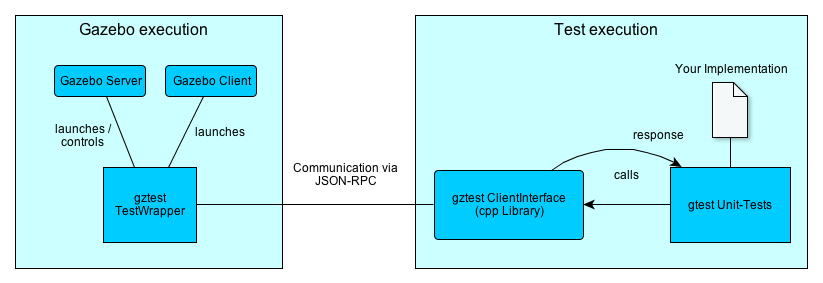 Gazebo execution
Gazebo Server
Gazebo Client
launches /
controls
launches
gztest
TestWrapper
Communication via
JSON-RPC
Test execution
Your Implementation
response
calls
gztest ClientInterface
(cpp Library)
gtest Unit-Tests